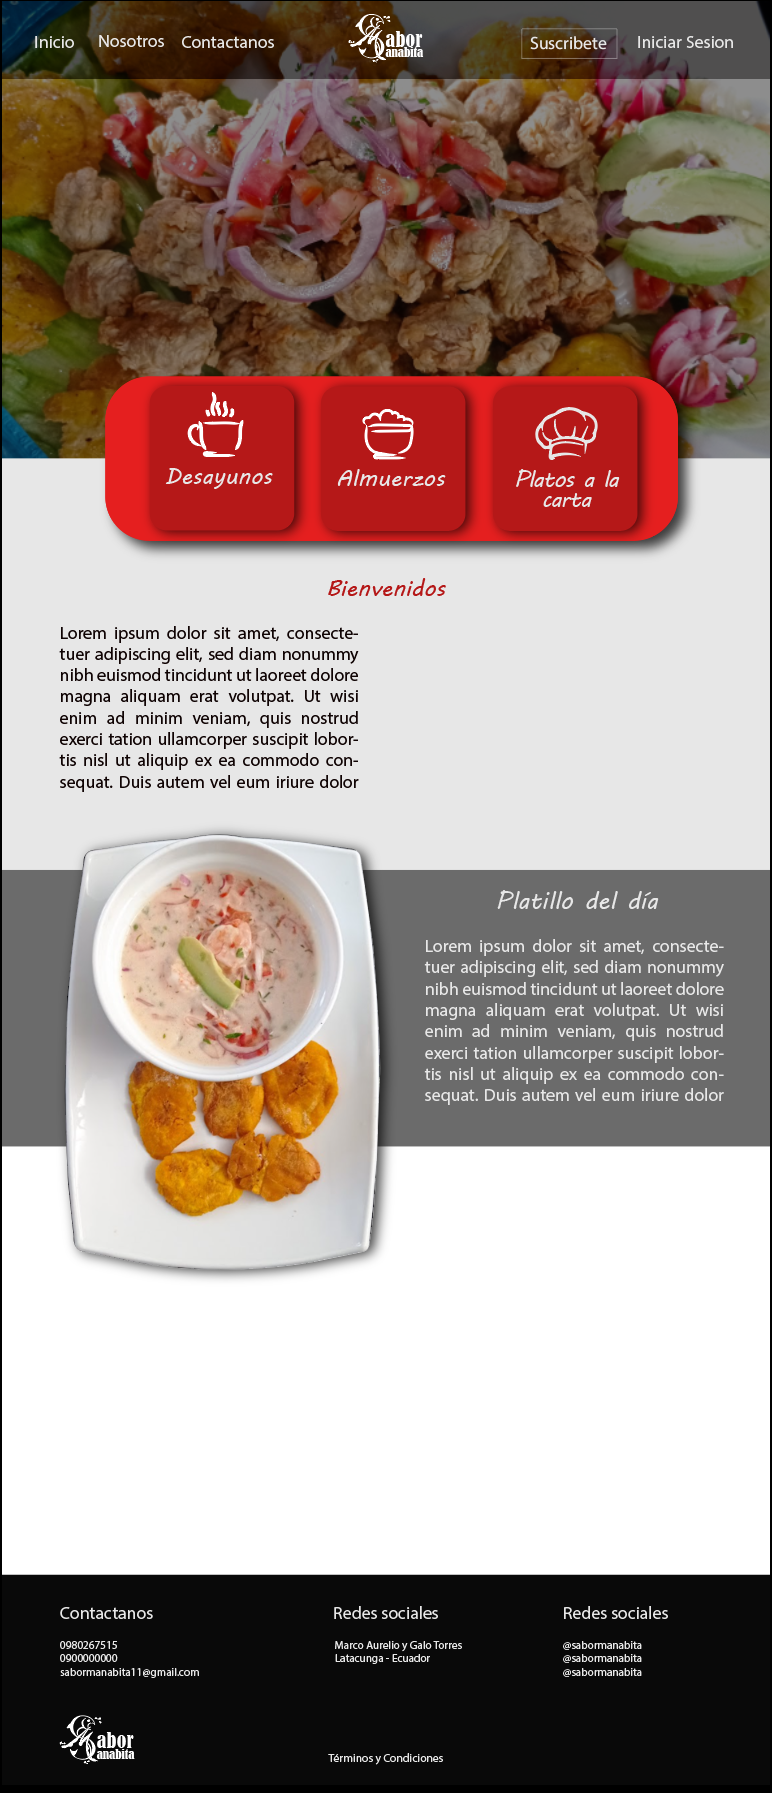 Inicio Nosotros Contactanos Sabor Manabita Suscribete Iniciar Sesion
Desayunos
Almuerzos
Platos a la
carta
Bienvenidos
Lorem ipsum dolor sit amet, consecte-
tuer adipiscing elit, sed diam nonummy
nibh euismod tincidunt ut laoreet dolore
magna aliquam erat volutpat. Ut wisi
enim ad minim veniam, quis nostrud
exerci tation ullamcorper suscipit lobor-
tis nisl ut aliquip ex ea commodo con-
sequat. Duis autem vel eum iriure dolor
Platillo del día
Lorem ipsum dolor sit amet, consecte-
tuer adipiscing elit, sed diam nonummy
nibh euismod tincidunt ut laoreet dolore
magna aliquam erat volutpat. Ut wisi
enim ad minim veniam, quis nostrud
exerci tation ullamcorper suscipit lobor-
tis nisl ut aliquip ex ea commodo con-
sequat. Duis autem vel eum iriure dolor
Contactanos
0980267515
0900000000
sabormanabita11@gmail.com
Redes sociales
Marco Aurelio y Galo Torres
Latacunga - Ecuador
Redes sociales
@sabormanabita
@sabormanabita
@sabormanabita
Sabor
Manabita
Términos y Condiciones